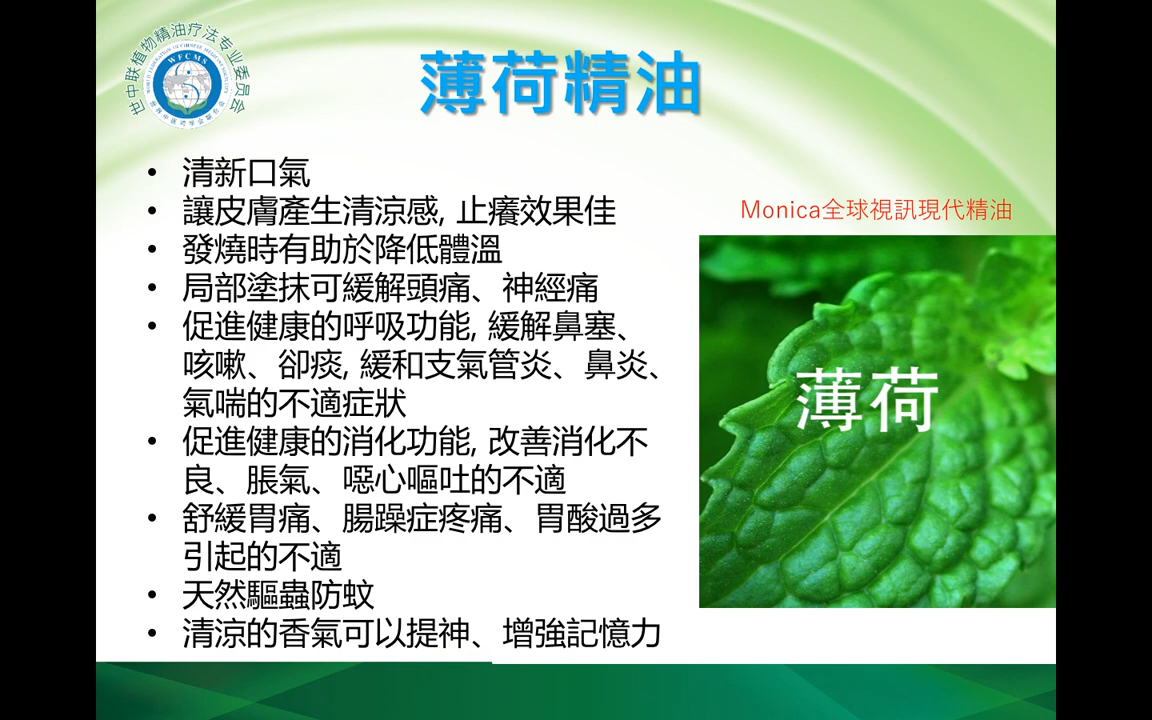 世中联植物精油疗法专业委员会
WFCMS
薄荷精油
• 清新口氣
• 讓皮膚產生清涼感, 止癢效果佳
• 發燒時有助於降低體溫
• 局部塗抹可緩解頭痛、神經痛
• 促進健康的呼吸功能, 緩解鼻塞、
咳嗽、卻痰, 緩和支氣管炎、鼻炎、
氣喘的不適症狀
• 促進健康的消化功能, 改善消化不
良、脹氣、噁心嘔吐的不適
• 舒緩胃痛、腸躁症疼痛、胃酸過多
引起的不適
• 天然驅蟲防蚊
• 清涼的香氣可以提神、增強記憶力
Monica全球視訊現代精油
薄荷